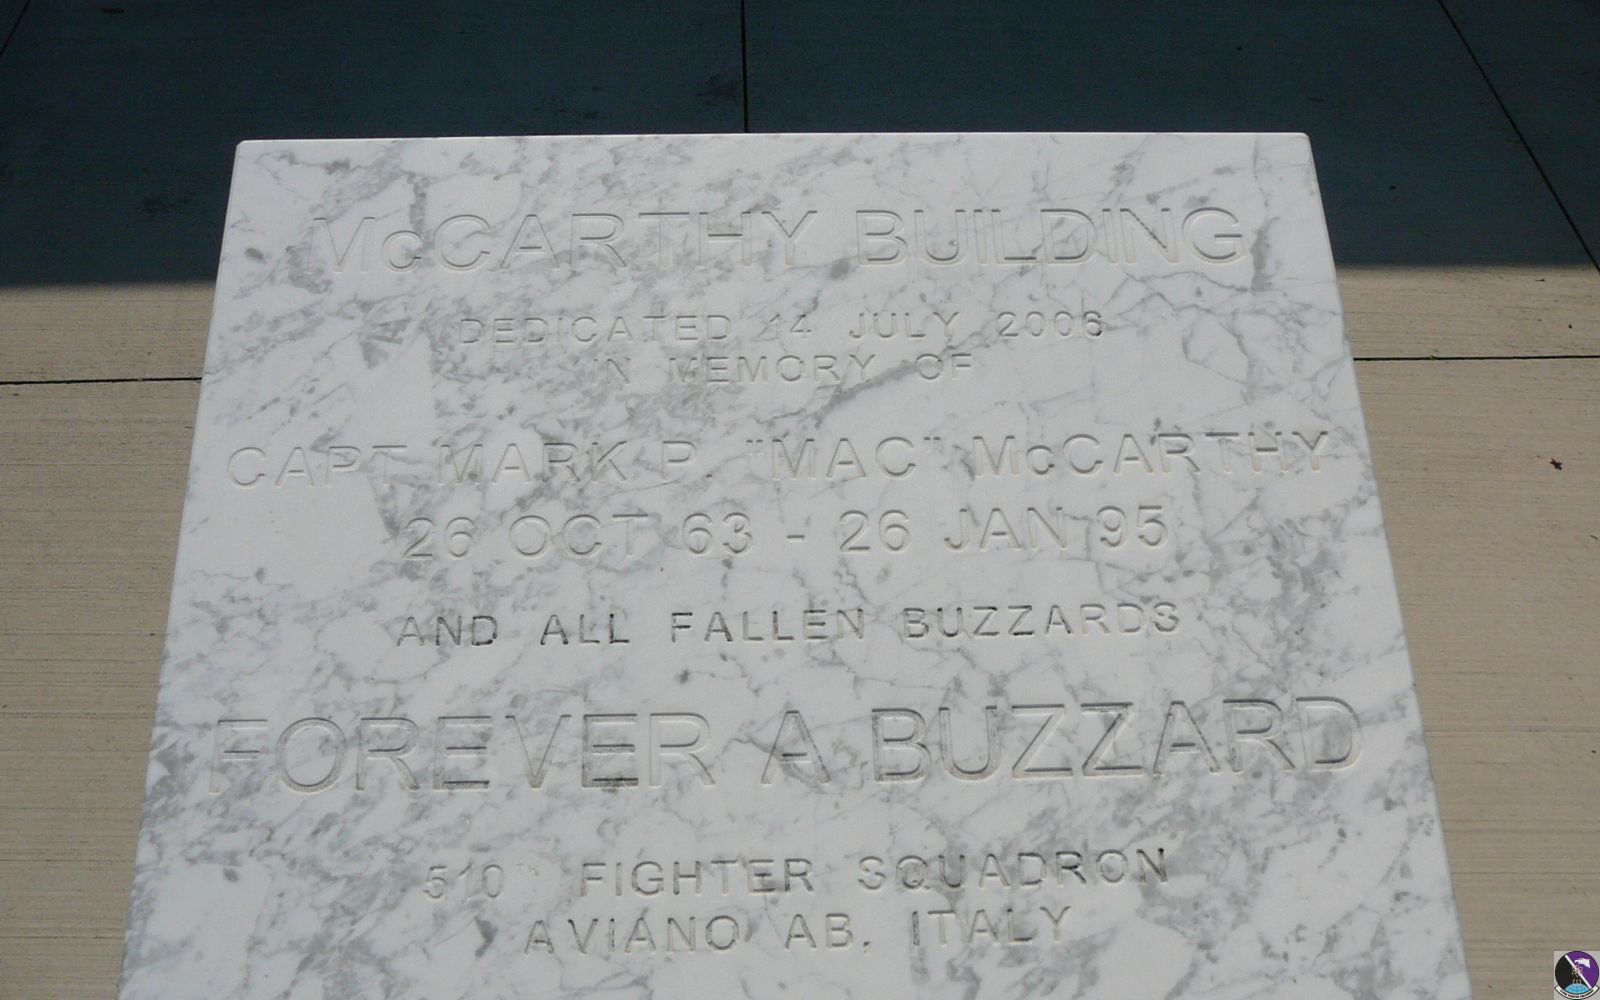 McCARTHY BUILDING
DEDICATED 14 JULY 2006
IN MEMORY OF
CAPT MARK P. "MAC" McCARTHY
26 OCT 63 - 26 JAN 95
AND ALL FALLEN BUZZARDS
FOREVER A BUZZARD
510TH FIGHTER SQUADRON
AVIANO AB, ITALY